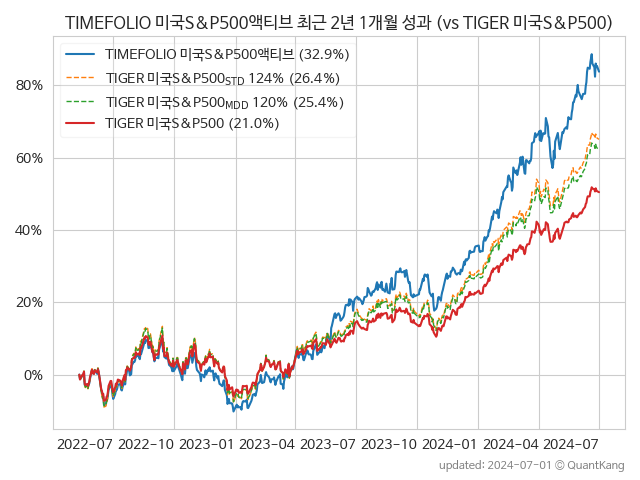 TIMEFOLIO 미국S&P500액티브 최근 2년 1개월 성과 (vs TIGER 미국S&P500)
TIMEFOLIO 미국S&P500액티브 (32.9%)
TIGER 미국S&P500STD 124% (26.4%)
TIGER 미국S&P500MDD 120% (25.4%)
TIGER 미국S&P500 (21.0%)
80%
60%
40%
20%
0%
2022-07 2022-10 2023-01 2023-04 2023-07 2023-10 2024-01 2024-04 2024-07
updated: 2024-07-01 © QuantKang